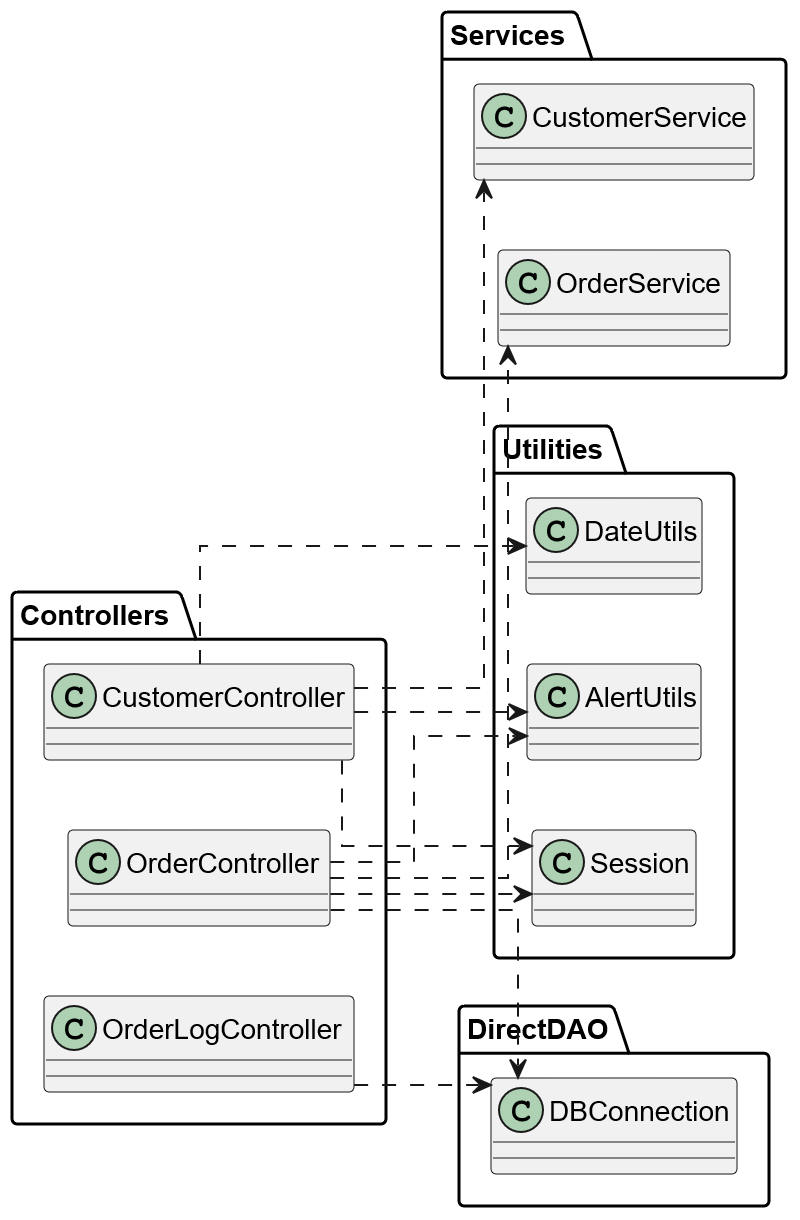 Services
C CustomerService
C OrderService
Utilities
C DateUtils
Controllers
C CustomerController
C AlertUtils
C OrderController
C Session
C OrderLogController
DirectDAO
C DBConnection